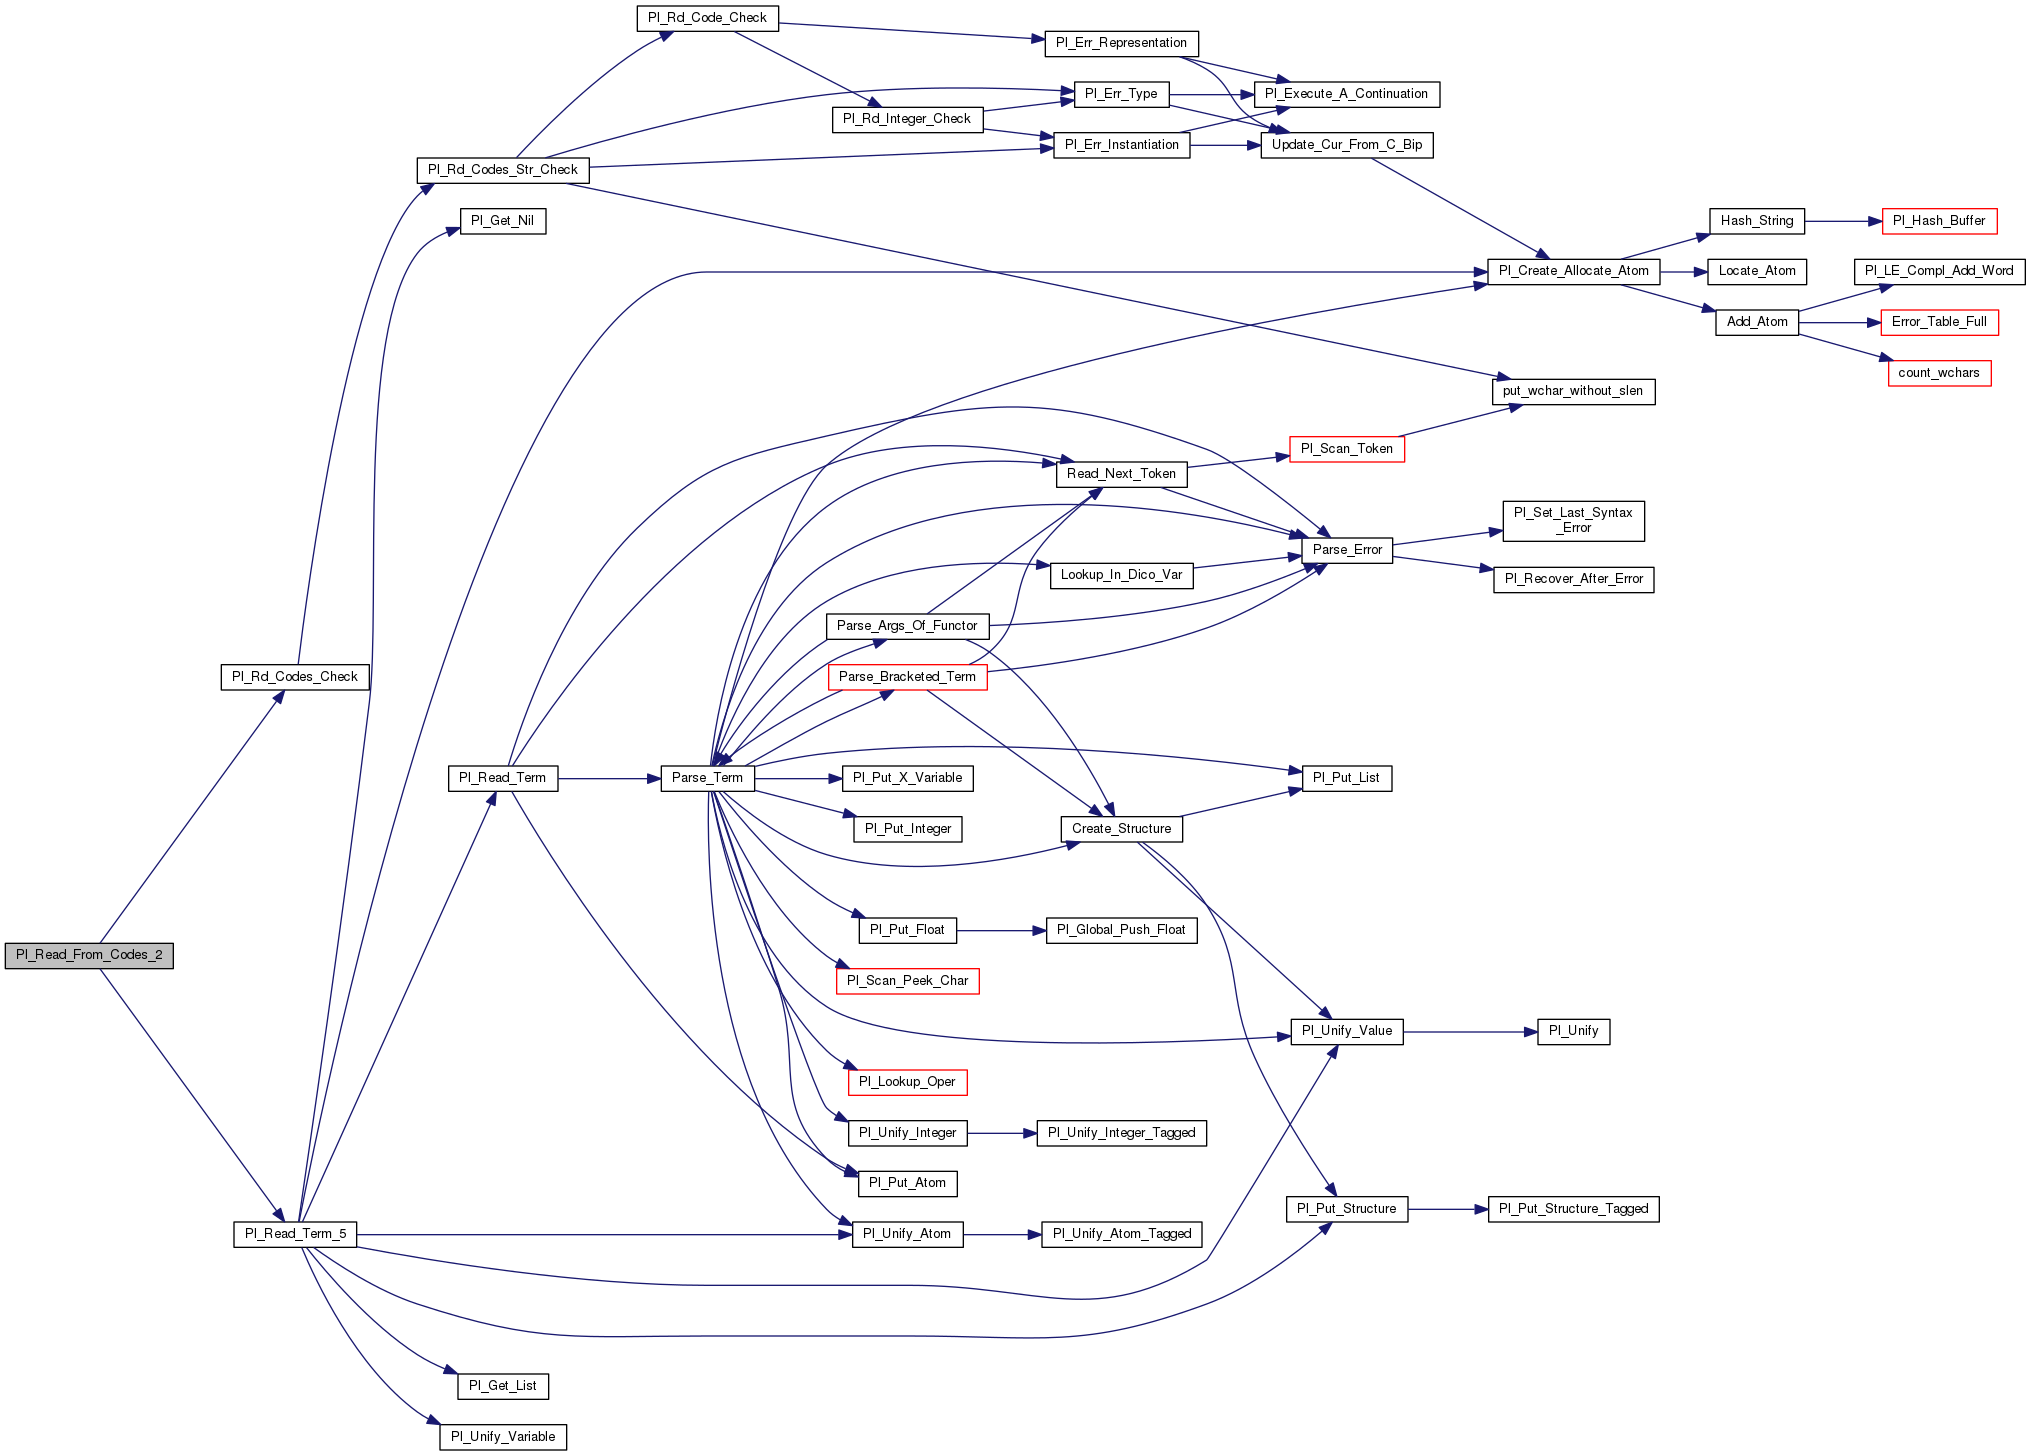 Pl_Rd_Code_Check
Pl_Err_Representation
Pl_Err_Type
Pl_Execute_A_Continuation
Pl_Rd_Integer_Check
Pl_Err_Instantiation
Update_Cur_From_C_Bip
Pl_Rd_Codes_Str_Check
Pl_Get_Nil
Hash_String
Pl_Hash_Buffer
Pl_Create_Allocate_Atom
Locate_Atom
Pl_LE_Compl_Add_Word
Add_Atom
Error_Table_Full
count_wchars
put_wchar_without_slen
Pl_Scan_Token
Read_Next_Token
Pl_Set_Last_Syntax
_Error
Parse_Error
Lookup_In_Dico_Var
Pl_Recover_After_Error
Parse_Args_Of_Functor
Pl_Rd_Codes_Check
Parse_Bracketed_Term
Pl_Read_Term
Parse_Term
Pl_Put_X_Variable
Pl_Put_List
Pl_Put_Integer
Create_Structure
Pl_Put_Float
Pl_Global_Push_Float
Pl_Read_From_Codes_2
Pl_Scan_Peek_Char
Pl_Unify_Value
Pl_Unify
Pl_Lookup_Oper
Pl_Unify_Integer
Pl_Unify_Integer_Tagged
Pl_Put_Atom
Pl_Put_Structure
Pl_Put_Structure_Tagged
Pl_Read_Term_5
Pl_Unify_Atom
Pl_Unify_Atom_Tagged
Pl_Get_List
Pl_Unify_Variable